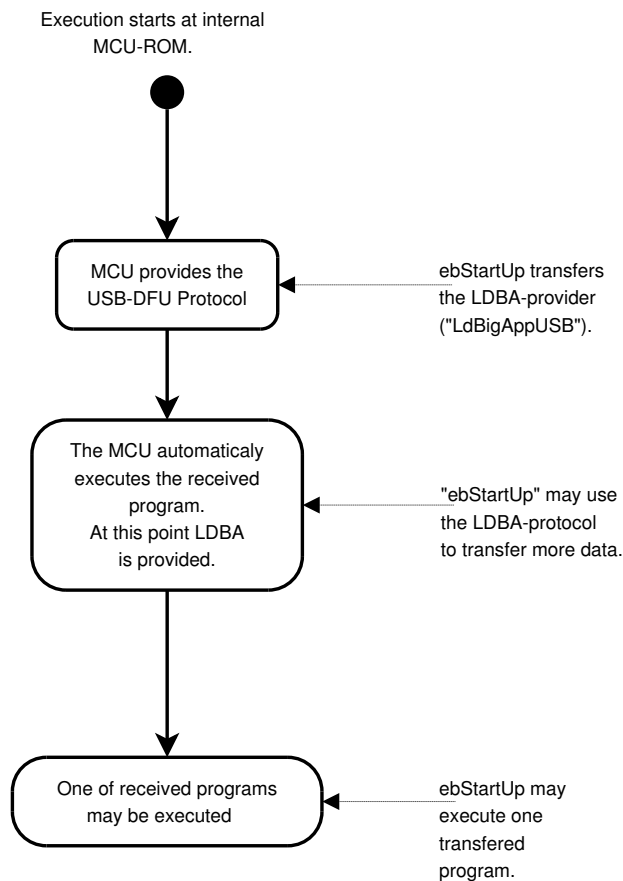 Execution starts at internal
MCU-ROM.
MCU provides the
USB-DFU Protocol
ebStartUp transfers
the LDBA-provider
("LdBigAppUSB").
The MCU automaticaly
executes the received
program.
At this point LDBA
is provided.
"ebStartUp" may use
the LDBA-protocol
to transfer more data.
One of received programs
may be executed
ebStartUp may
execute one
transfered
program.